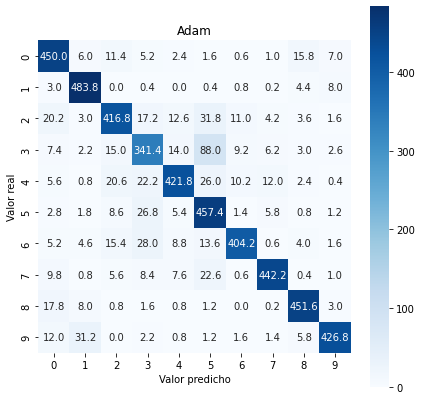 Adam
0 450.0 6.0 11.4 5.2 2.4 1.6 0.6 1.0 15.8 7.0
1 3.0 483.8 0.0 0.4 0.0 0.4 0.0 0.8 4.4 8.0
2 20.2 3.0 416.8 17.2 12.6 31.8 11.0 4.2 3.6 1.6
3 7.4 2.2 15.0 341.4 14.0 88.0 9.2 6.2 3.0 2.6
4 5.6 0.8 20.6 22.2 421.8 26.0 10.2 12.0 2.4 0.4
5 2.8 1.8 8.6 26.8 5.4 457.4 1.4 5.8 0.8 1.2
6 5.2 4.6 15.4 28.0 8.8 13.6 404.2 0.6 4.0 1.6
7 9.8 0.8 5.6 8.4 7.6 22.6 0.6 442.2 0.4 1.0
8 17.8 8.0 0.8 1.6 0.8 1.2 0.0 0.2 451.6 3.0
9 12.0 31.2 0.0 2.2 0.8 1.2 1.6 1.4 5.8 426.8
0 1 2 3 4 5 6 7 8 9
Valor predicho
Valor real
400
300
200
100
0